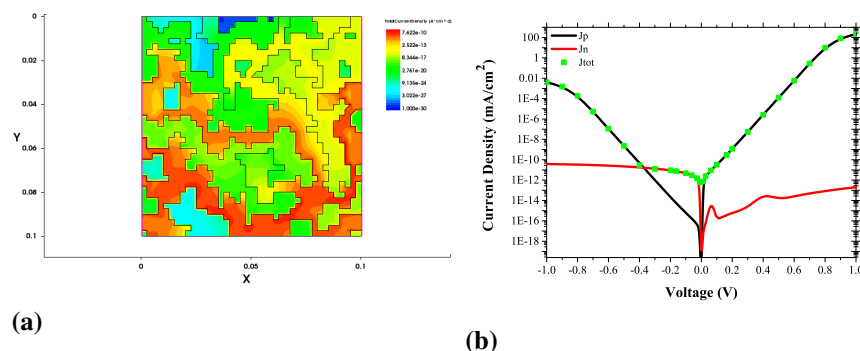 TotalCurrentDensity (A*cm^-2)
7.622e-10
2.522e-13
8.344e-17
2.761e-20
9.135e-24
3.022e-27
1.000e-30
0
0.02
0.04
0.06
0.08
0.1
Y
0
0.05
0.1
X
(a)
Jp
Jn
Jtot
100
1
0.01
1E-4
1E-6
1E-8
1E-10
1E-12
1E-14
1E-16
1E-18
Current Density (mA/cm²)
-1.0 -0.8 -0.6 -0.4 -0.2 0.0 0.2 0.4 0.6 0.8 1.0
Voltage (V)
(b)